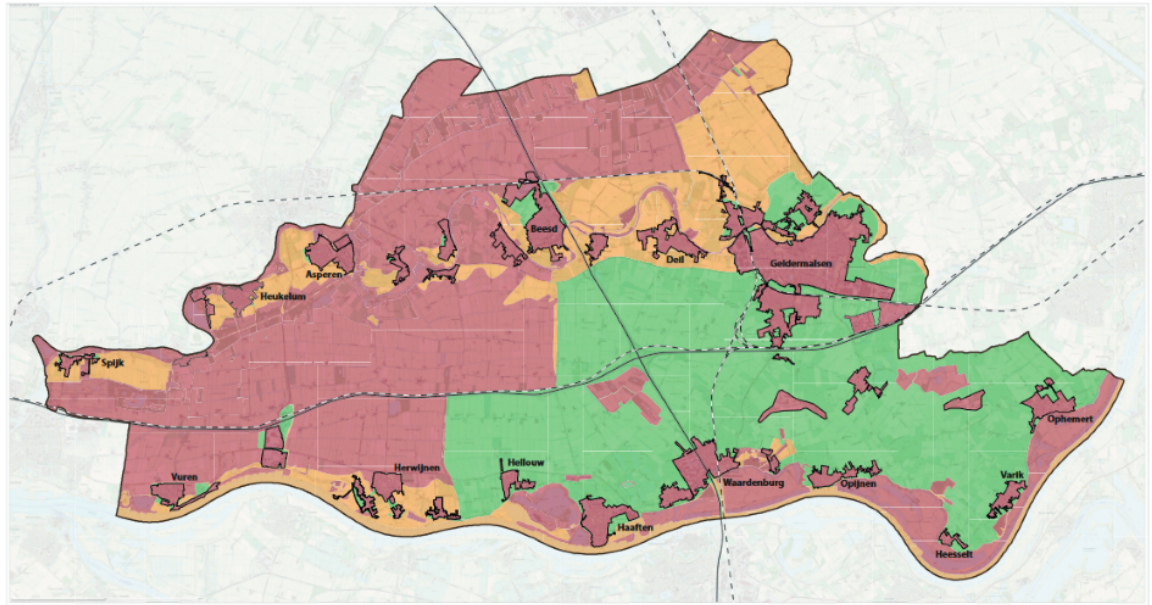 Beesd
Deil
Geldermalsen
Asperen
Heukelum
Spijk
Ophemert
Vuren
Herwijnen
Hellouw
Waardenburg
Opijnen
Varik
Haaften
Heesselt